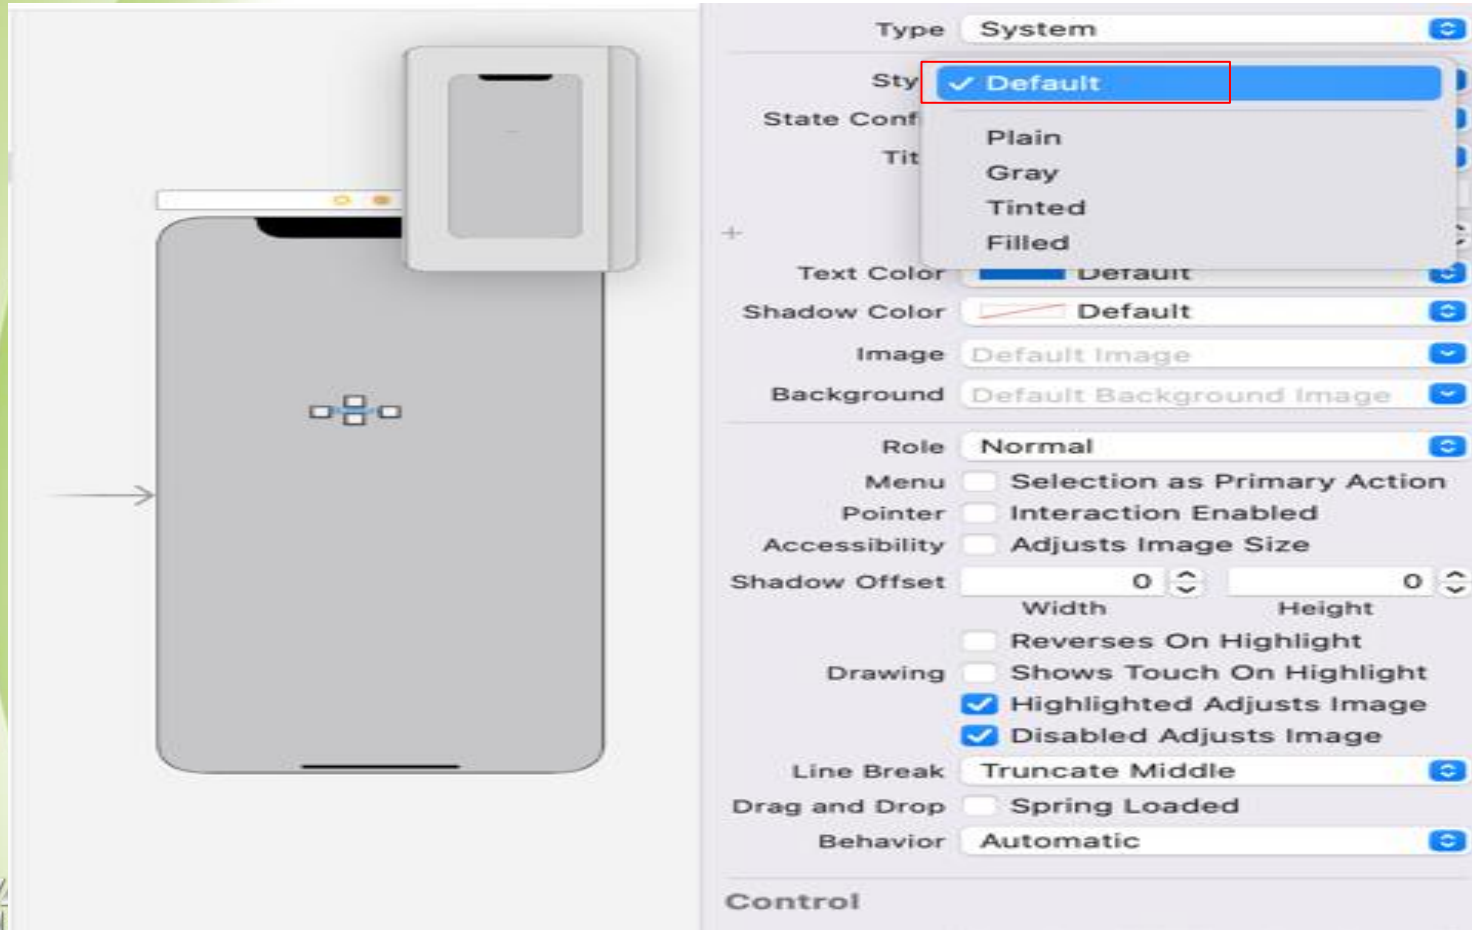 Type System
Sty ✓ Default
State Conf
Plain
Tit
Gray
Tinted
+
Filled
Text Color Default
Shadow Color Default
Image Default Image
Background Default Background Image
Role Normal
Menu Selection as Primary Action
Pointer Interaction Enabled
Accessibility Adjusts Image Size
Shadow Offset 0 0
Width Height
Reverses On Highlight
Drawing Shows Touch On Highlight
Highlighted Adjusts Image
Disabled Adjusts Image
Line Break Truncate Middle
Drag and Drop Spring Loaded
Behavior Automatic
Control